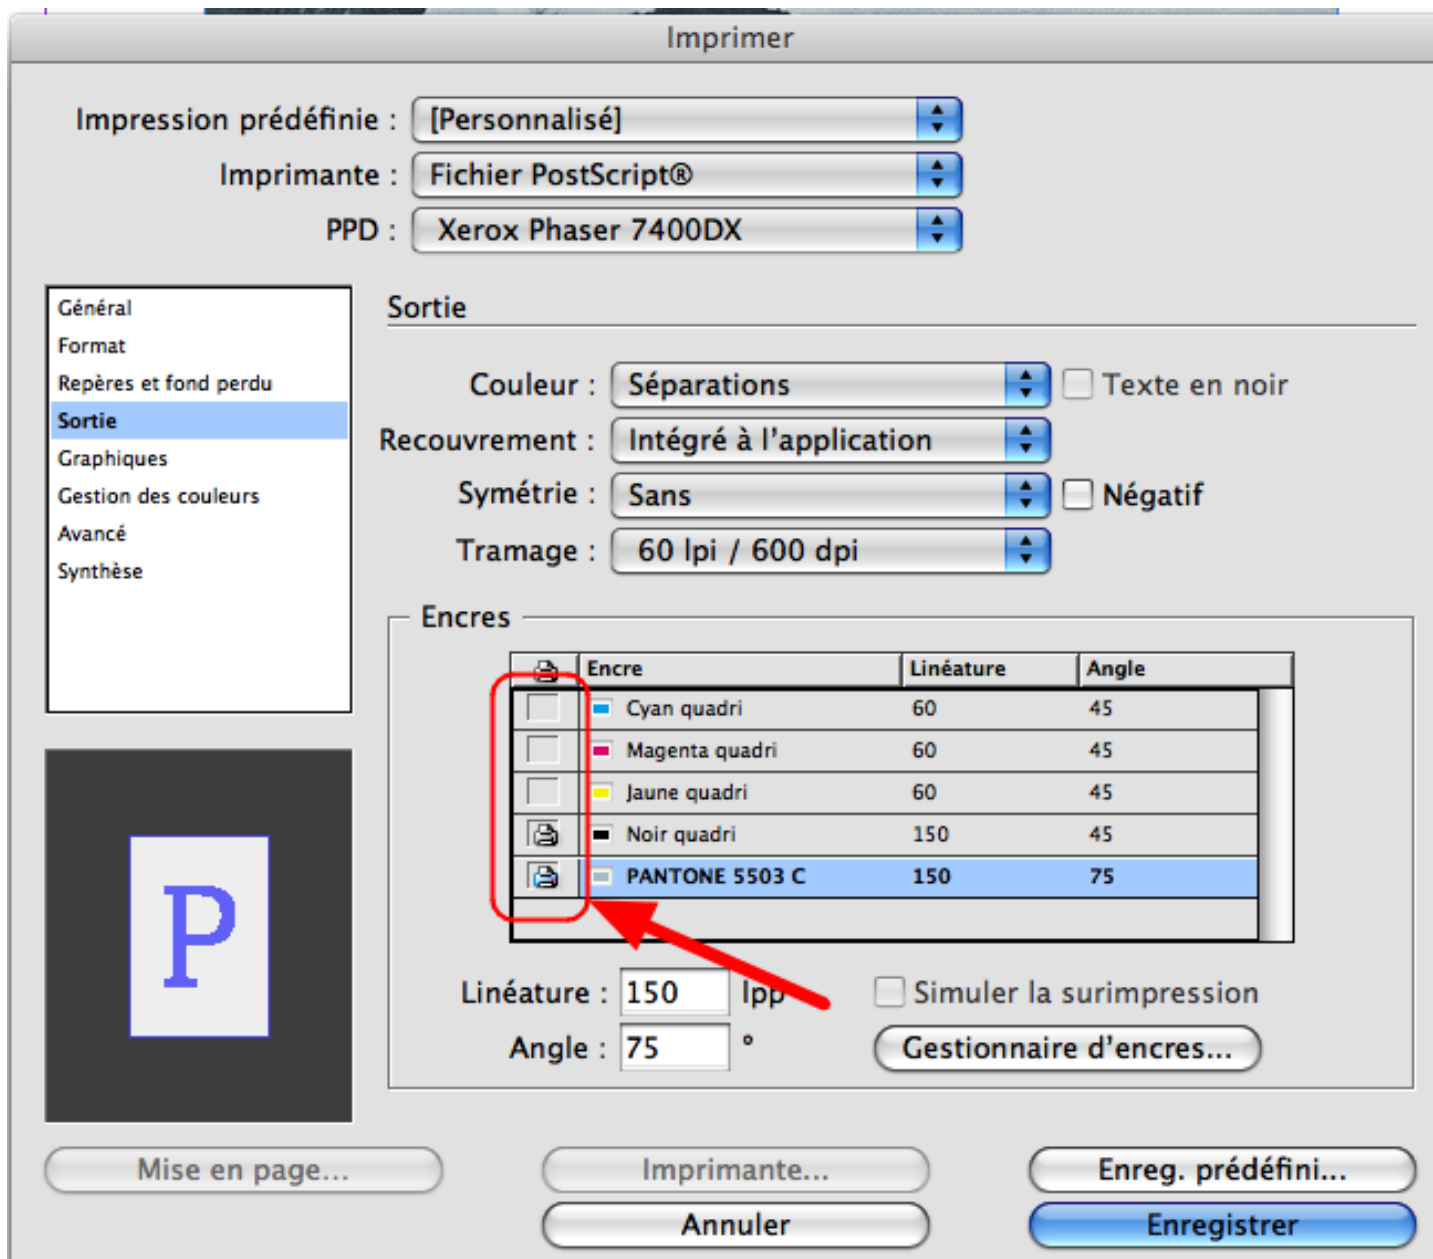 Imprimer
Impression prédéfinie : [Personnalisé]
Imprimante : Fichier PostScript®
PPD : Xerox Phaser 7400DX
Général
Format
Repères et fond perdu
Sortie
Graphiques
Gestion des couleurs
Avancé
Synthèse
Sortie
Couleur : Séparations Texte en noir
Recouvrement : Intégré à l'application
Symétrie : Sans Négatif
Tramage : 60 lpi / 600 dpi
Encres
Encre Linéature Angle
Cyan quadri 60 45
Magenta quadri 60 45
Jaune quadri 60 45
Noir quadri 150 45
PANTONE 5503 C 150 75
Linéature : 150 lpp Simuler la surimpression
Angle : 75 ° Gestionnaire d'encres...
P
Mise en page... Imprimante... Enreg. prédéfini...
Annuler Enregistrer